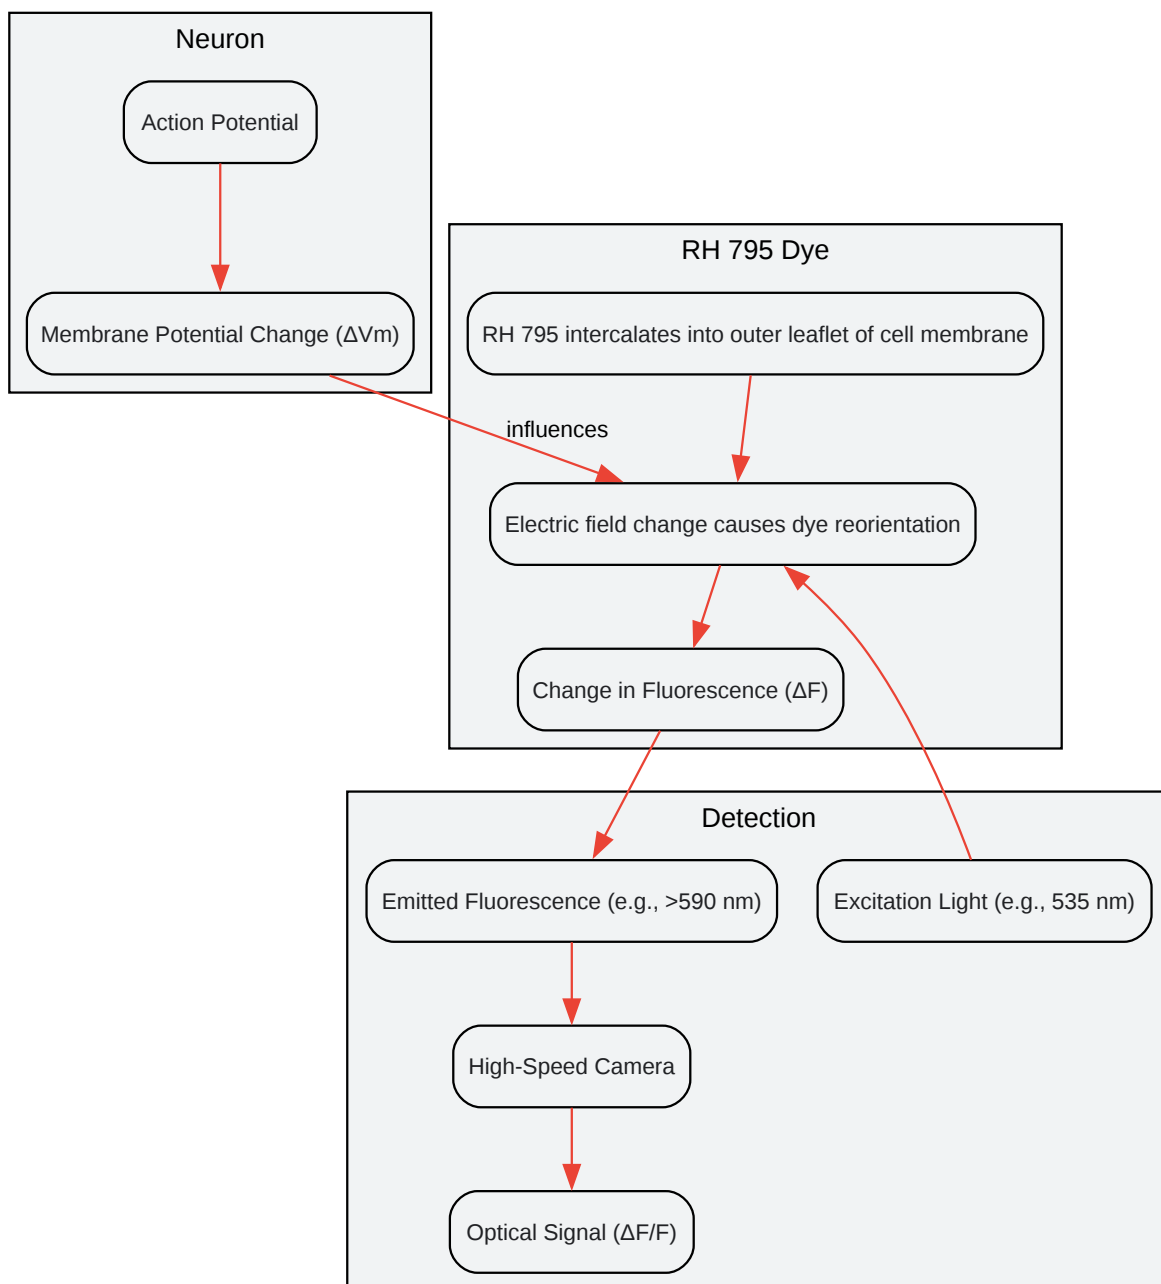 Neuron
Action Potential
Membrane Potential Change (ΔVm)
RH 795 Dye
RH 795 intercalates into outer leaflet of cell membrane
influences
Electric field change causes dye reorientation
Change in Fluorescence (ΔF)
Detection
Emitted Fluorescence (e.g., >590 nm)
Excitation Light (e.g., 535 nm)
High-Speed Camera
Optical Signal (ΔF/F)